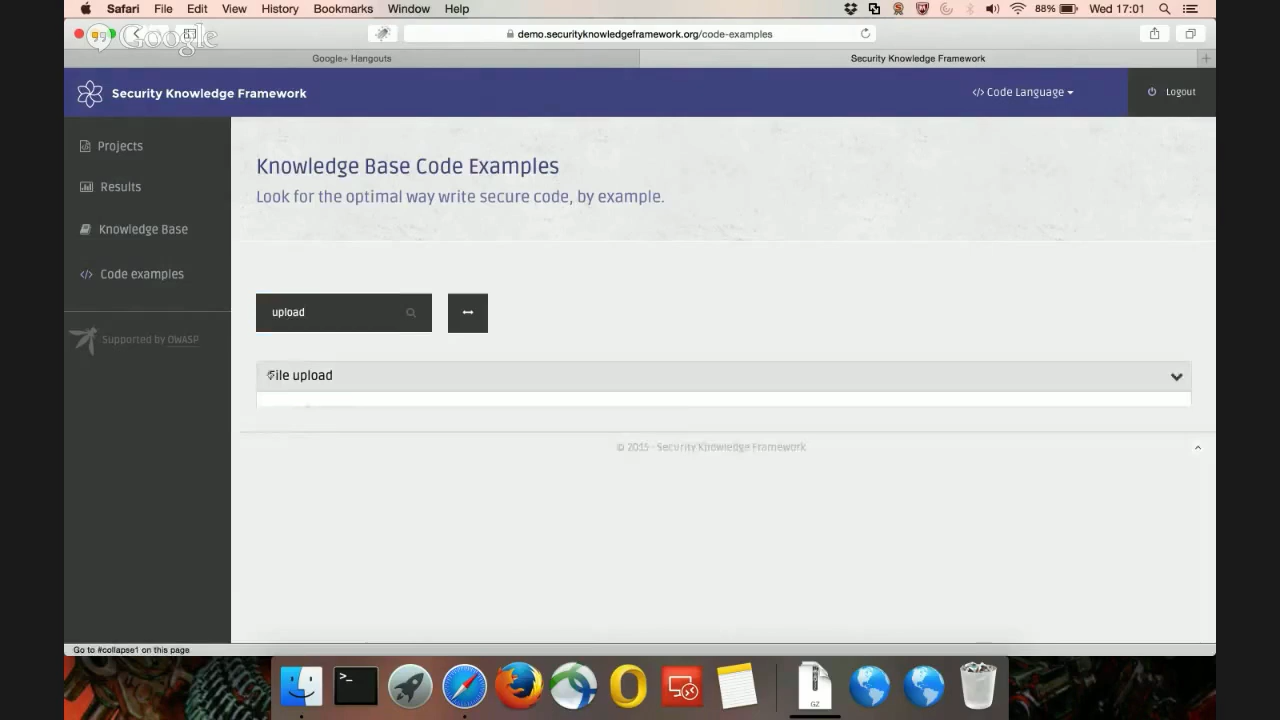 Safari File Edit View History Bookmarks Window Help 88% Wed 17:01
Google
demo.securityknowledgeframework.org/code-examples
Google+ Hangouts Security Knowledge Framework
Security Knowledge Framework </> Code Language Logout
Projects
Results
Knowledge Base
</> Code examples
Supported by OWASP
Knowledge Base Code Examples
Look for the optimal way write secure code, by example.
upload
File upload
© 2015 - Security Knowledge Framework
Go to #collapse1 on this page
>_
GZ